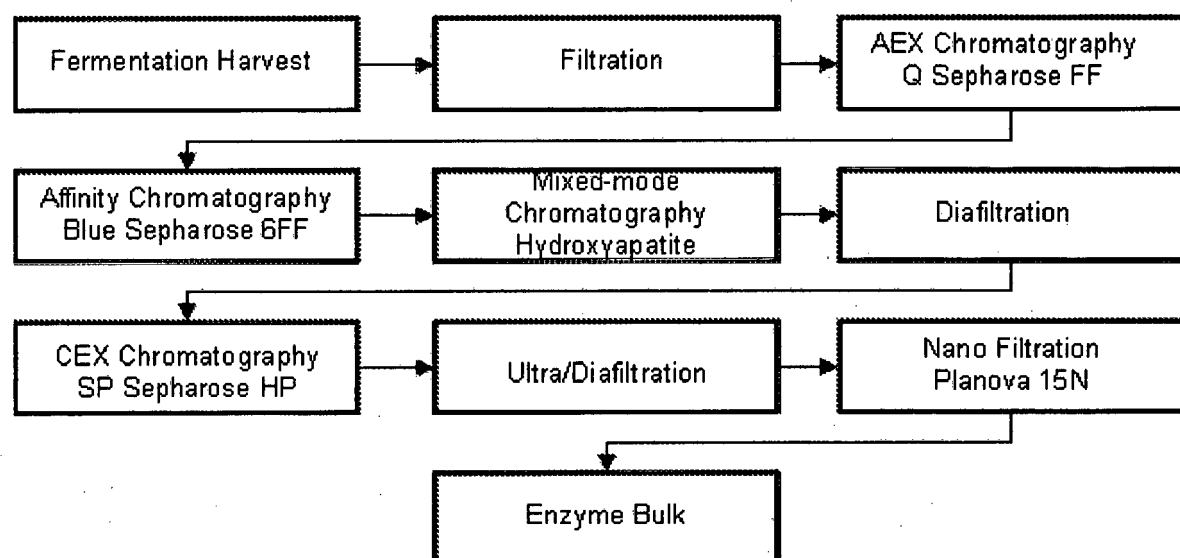 Fermentation Harvest
Filtration
AEX Chromatography
Q Sepharose FF
Affinity Chromatography
Blue Sepharose 6FF
Mixed-mode
Chromatography
Hydroxyapatite
Diafiltration
CEX Chromatography
SP Sepharose HP
Ultra/Diafiltration
Nano Filtration
Planova 15N
Enzyme Bulk